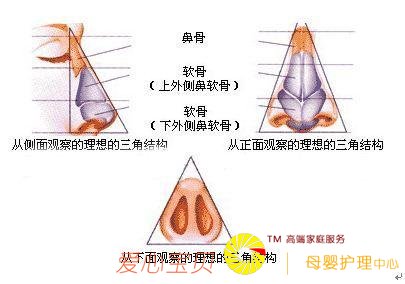 鼻骨
软骨
（上外侧鼻软骨）
软骨
（下外侧鼻软骨）
从侧面观察的理想的三角结构
从正面观察的理想的三角结构
TM 高端家庭服务
从下面观察的理想的三角结构
爱心宝贝
母婴护理中心